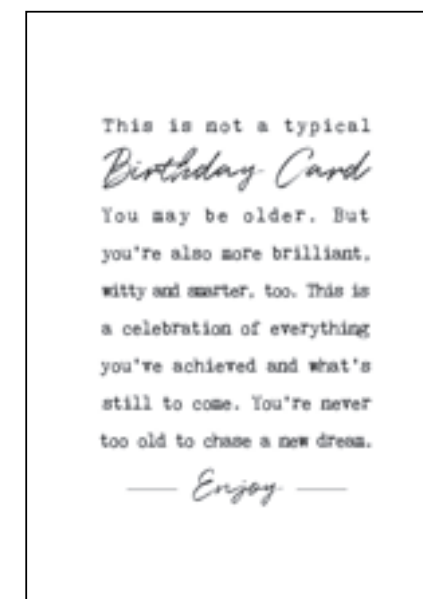 This is not a typical
Birthday Card
You may be older. But
you're also more brilliant,
witty and smarter, too. This is
a celebration of everything
you've achieved and what's
still to come. You're never
too old to chase a new dream.
Enjoy